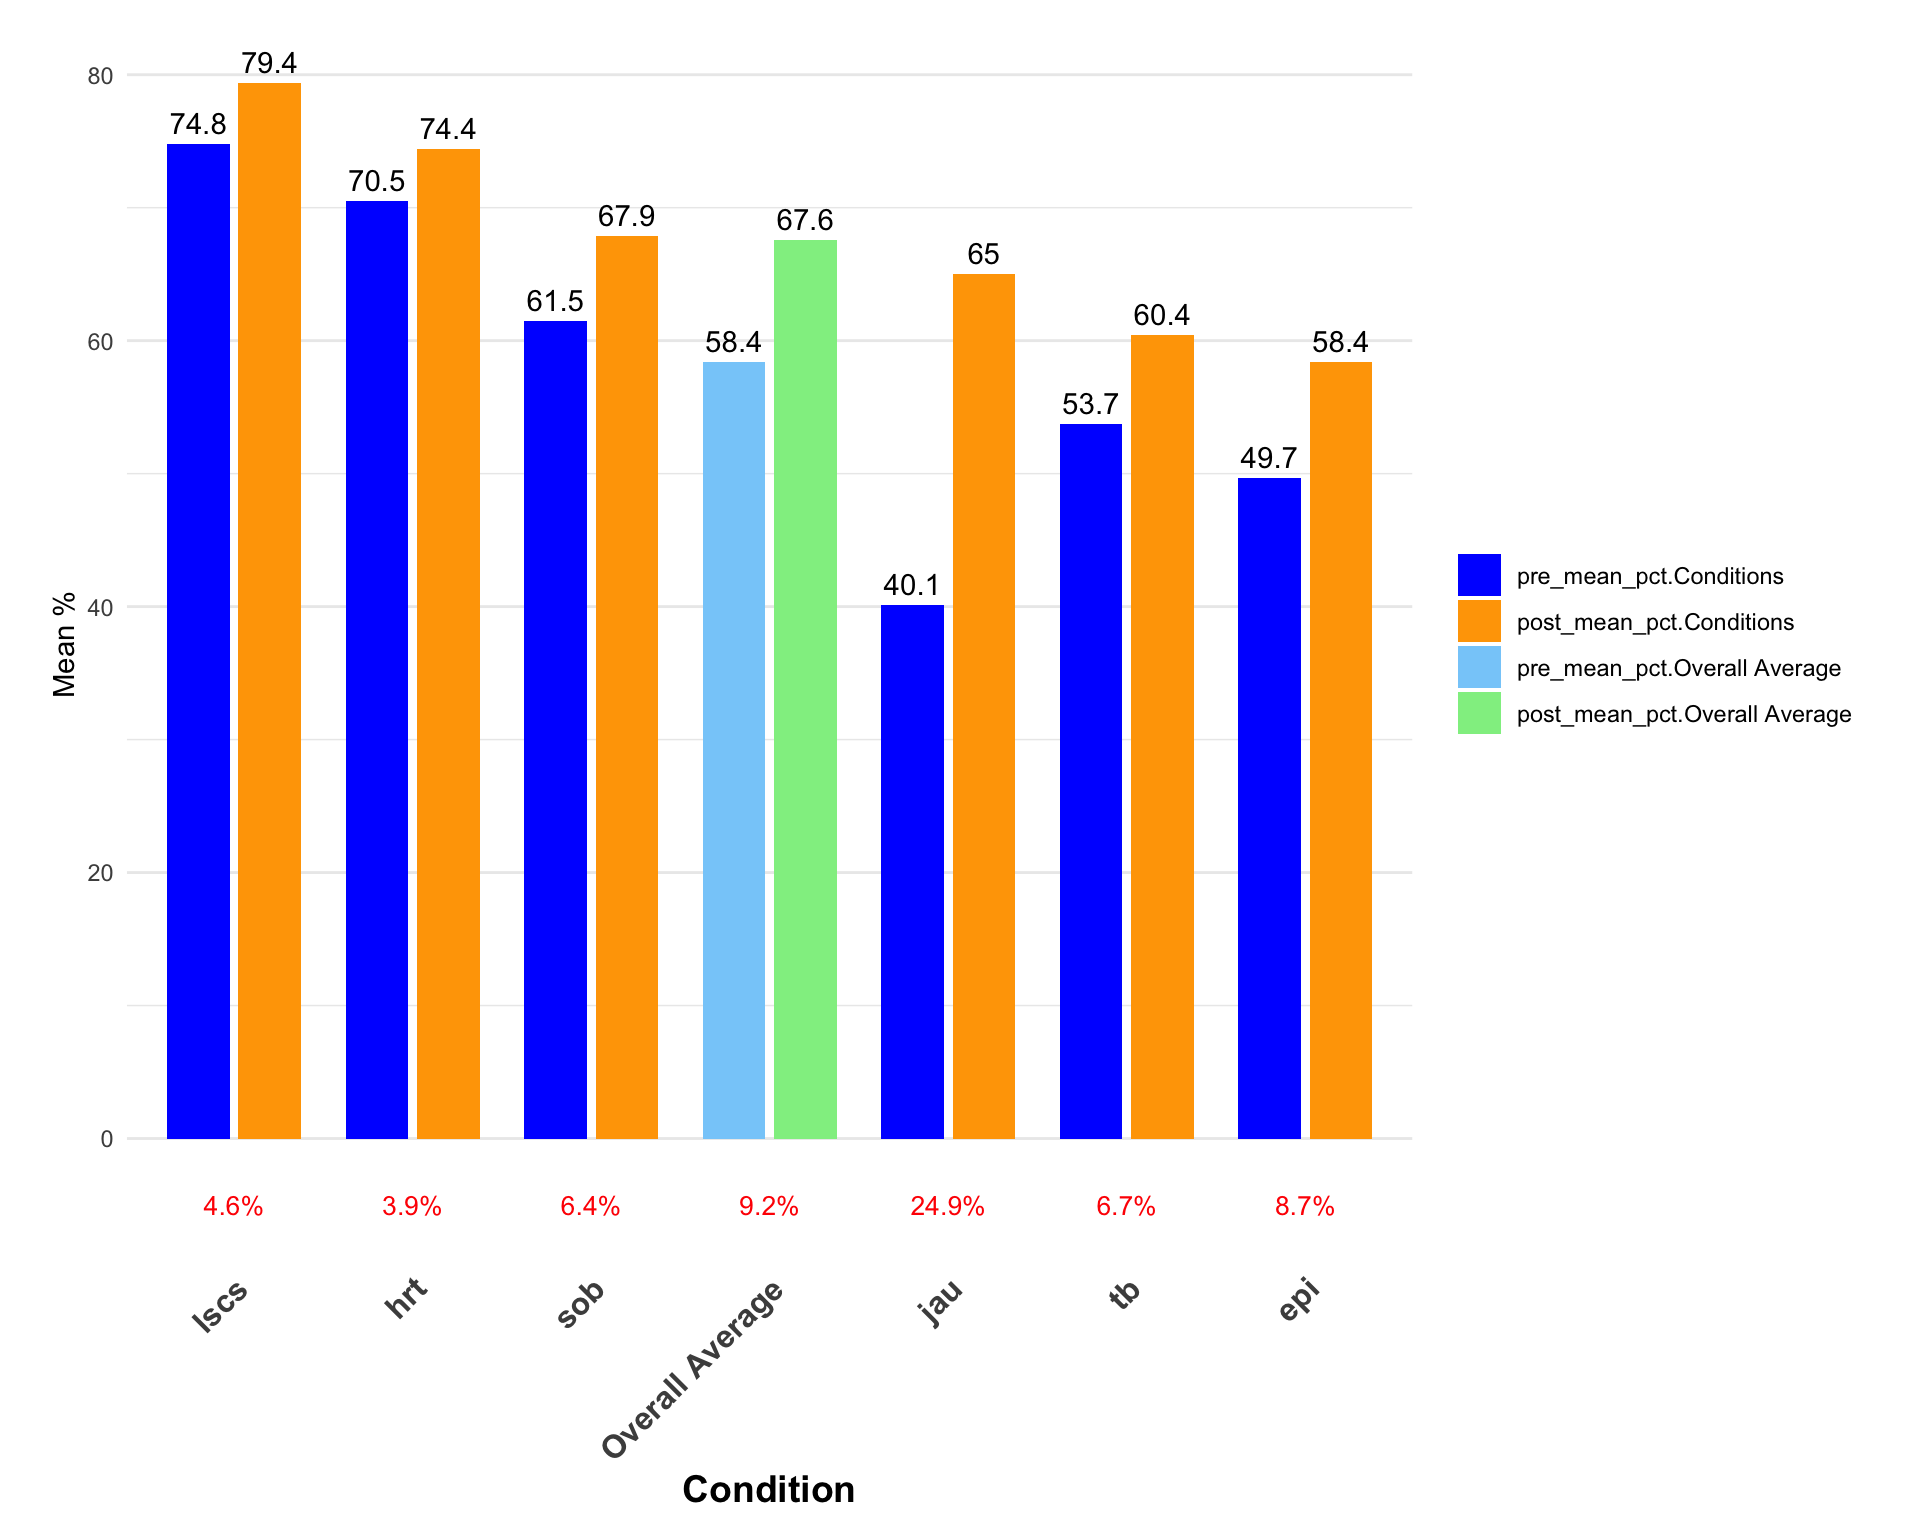 79.4
80
74.8
74.4
70.5
67.9
67.6
65
61.5
60.4
60
58.4
58.4
53.7
49.7
40.1
40
20
0
Mean %
pre_mean_pct.Conditions
post_mean_pct.Conditions
pre_mean_pct.Overall Average
post_mean_pct.Overall Average
4.6% 3.9% 6.4% 9.2% 24.9% 6.7% 8.7%
lscs
hrt
sob
Overall Average
jau
tb
epi
Condition